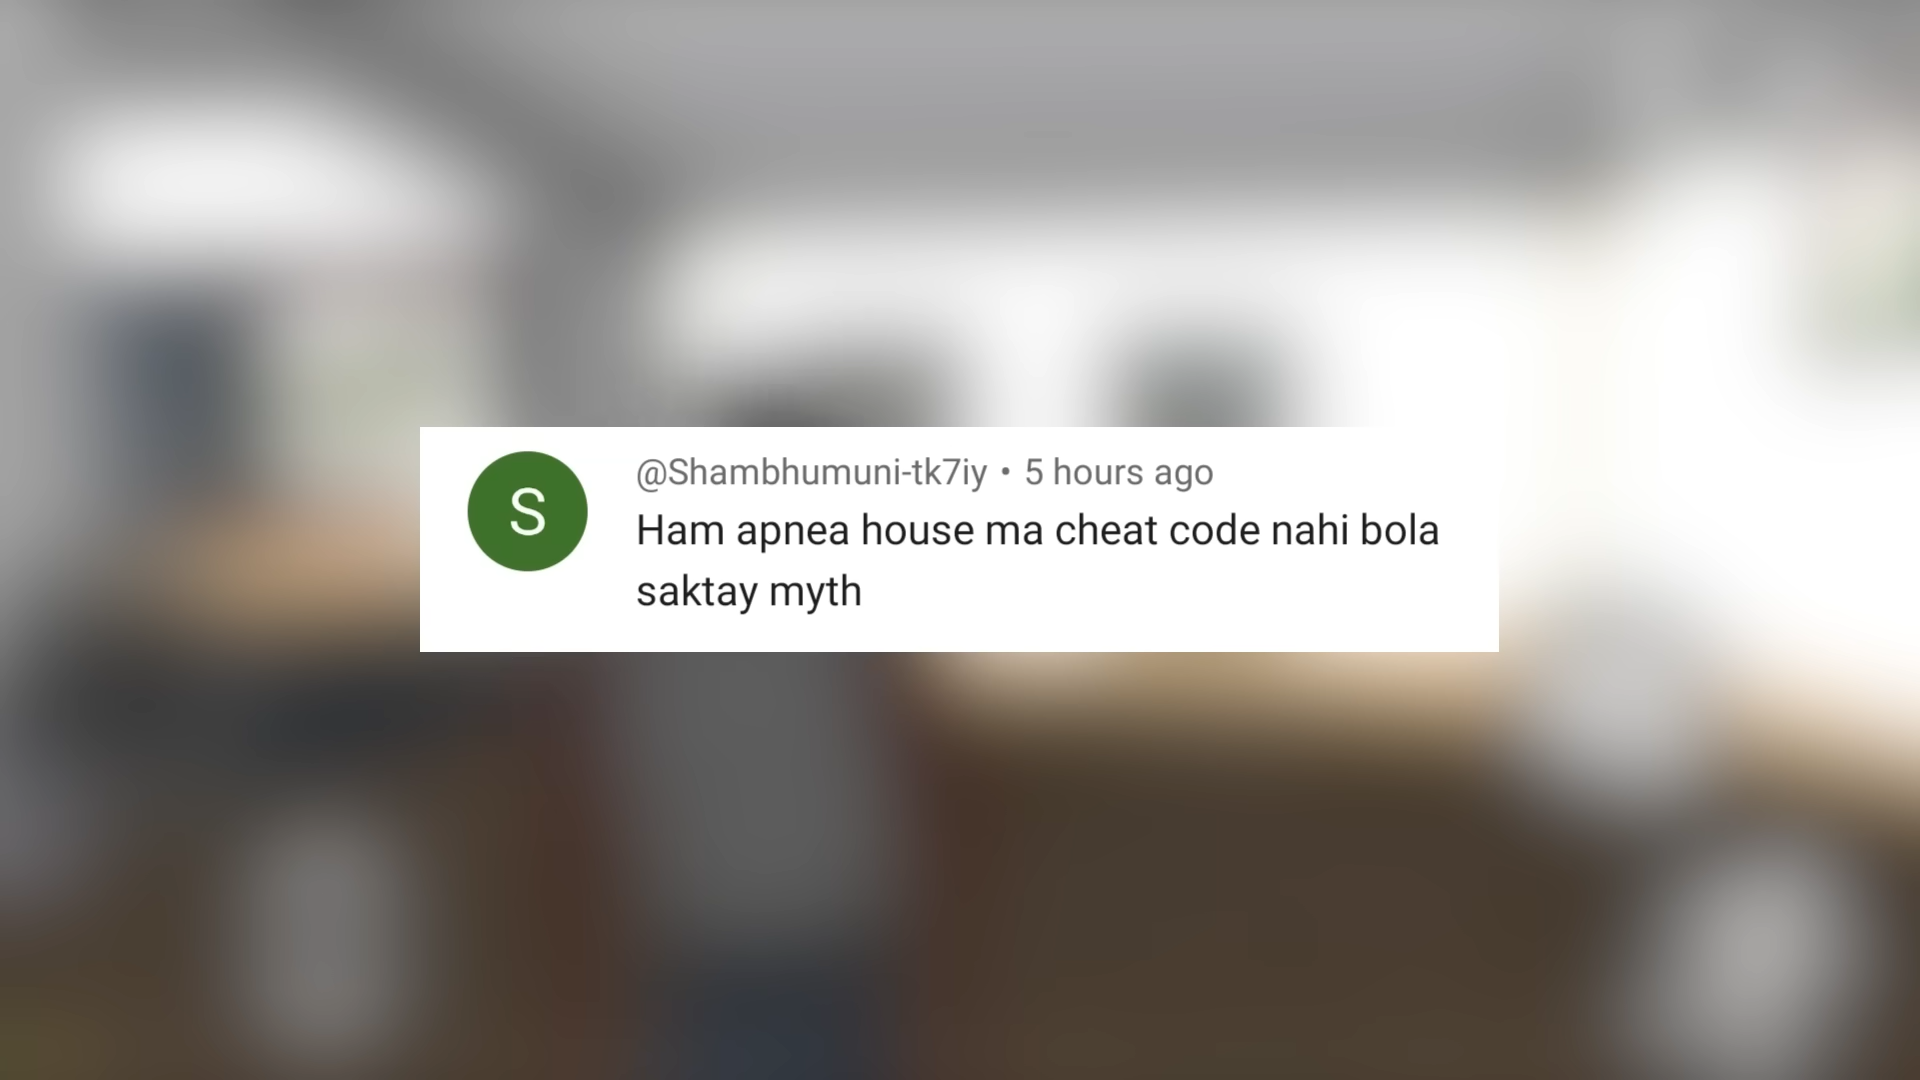 S
@Shambhumuni-tk7iy • 5 hours ago
Ham apnea house ma cheat code nahi bola
saktay myth